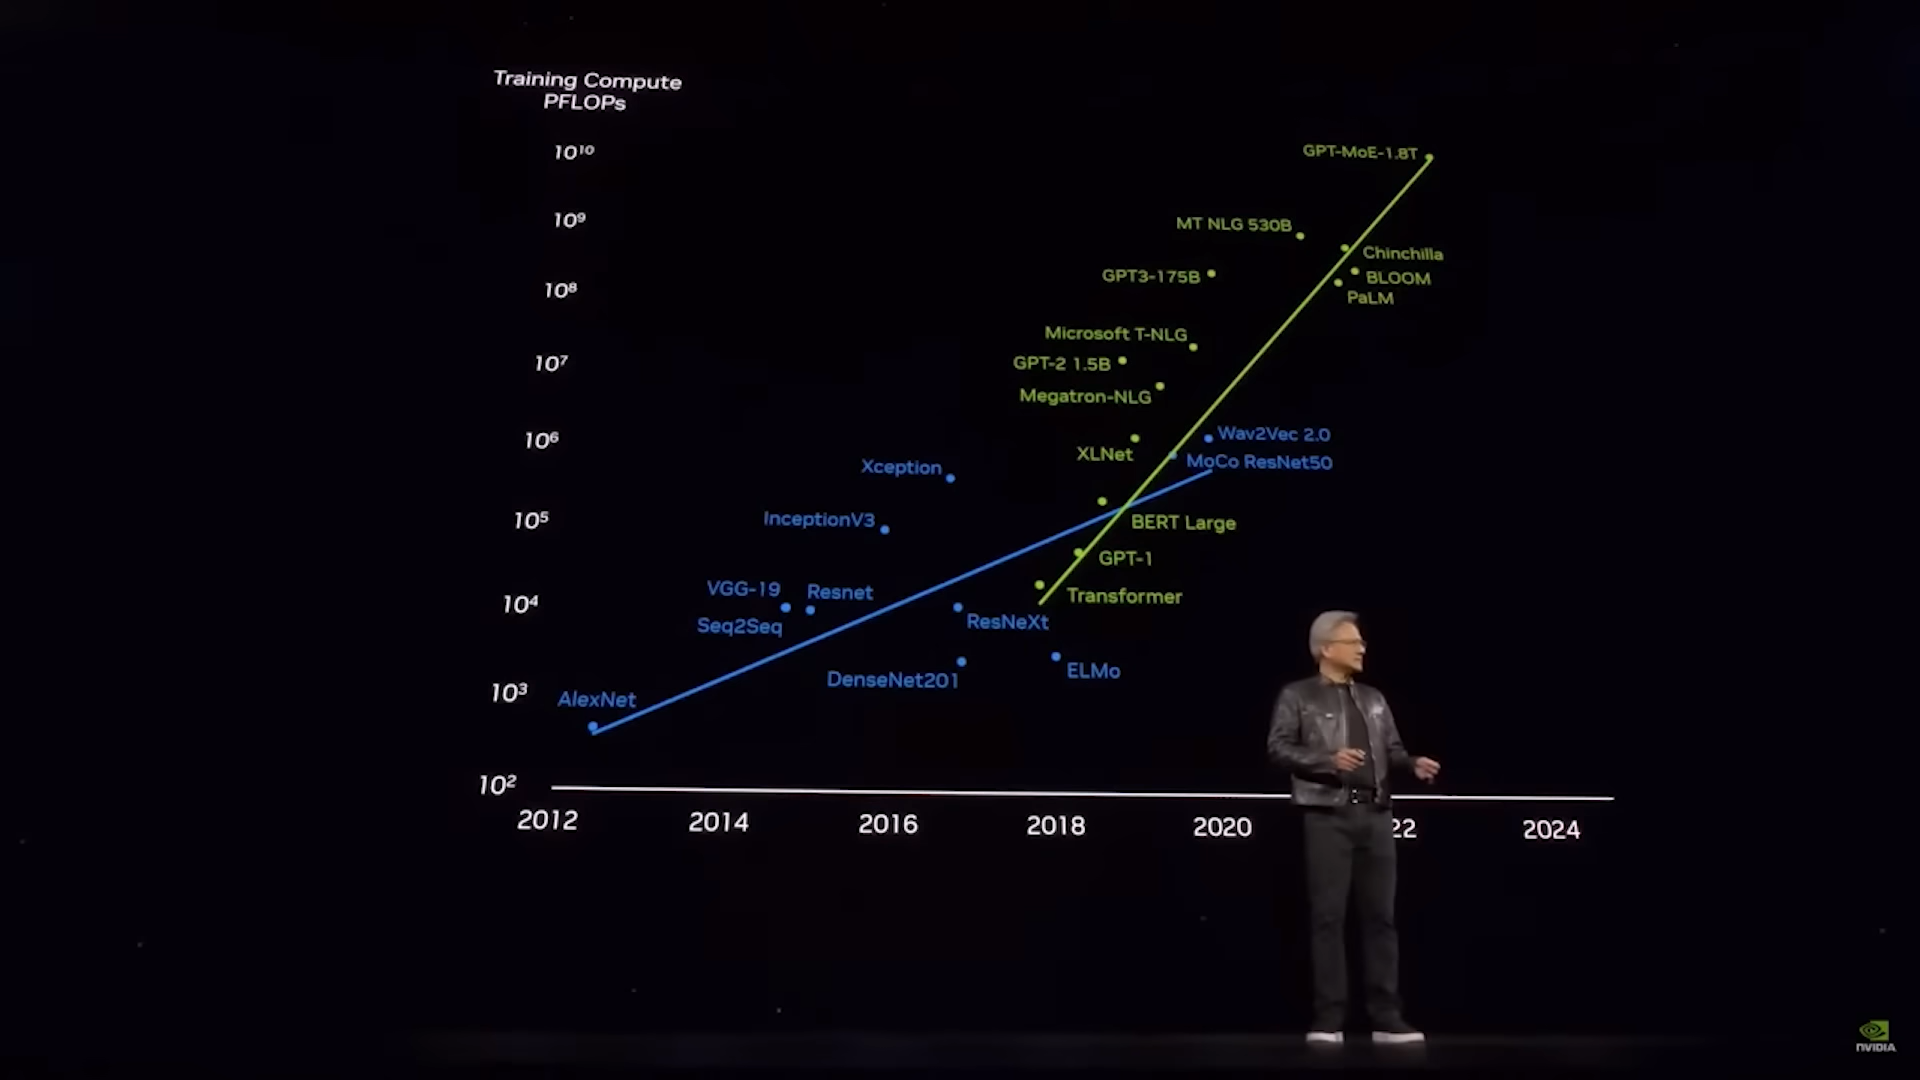 Training Compute
PFLOPs
10¹⁰
GPT-MoE-1.8T
10⁹
MT NLG 530B
Chinchilla
GPT3-175B
BLOOM
10⁸
PaLM
Microsoft T-NLG
10⁷
GPT-2 1.5B
Megatron-NLG
10⁶
Wav2Vec 2.0
XLNet
MoCo ResNet50
Xception
10⁵
InceptionV3
BERT Large
GPT-1
VGG-19
Resnet
Transformer
10⁴
Seq2Seq
ResNeXt
ELMo
DenseNet201
10³
AlexNet
10²
2012 2014 2016 2018 2020 22 2024
NVIDIA